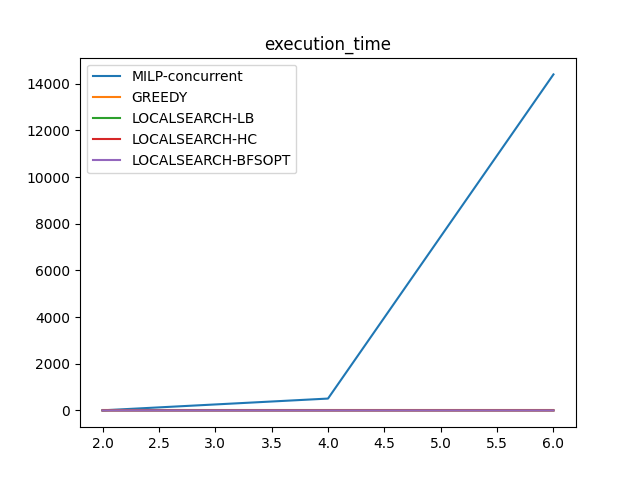 execution_time
MILP-concurrent
GREEDY
LOCALSEARCH-LB
LOCALSEARCH-HC
LOCALSEARCH-BFSOPT
14000
12000
10000
8000
6000
4000
2000
0
2.0 2.5 3.0 3.5 4.0 4.5 5.0 5.5 6.0